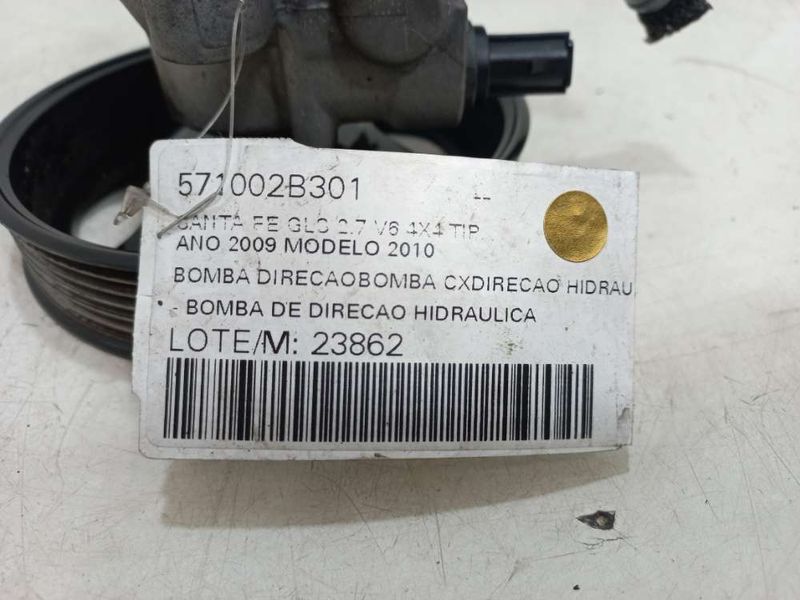 571002B301
SANTA FE GLS 2.7 V6 4X4 TIP
ANO 2009 MODELO 2010
BOMBA DIRECAOBOMBA CXDIRECAO HIDRAU
- BOMBA DE DIRECAO HIDRAULICA
LOTE/M: 23862